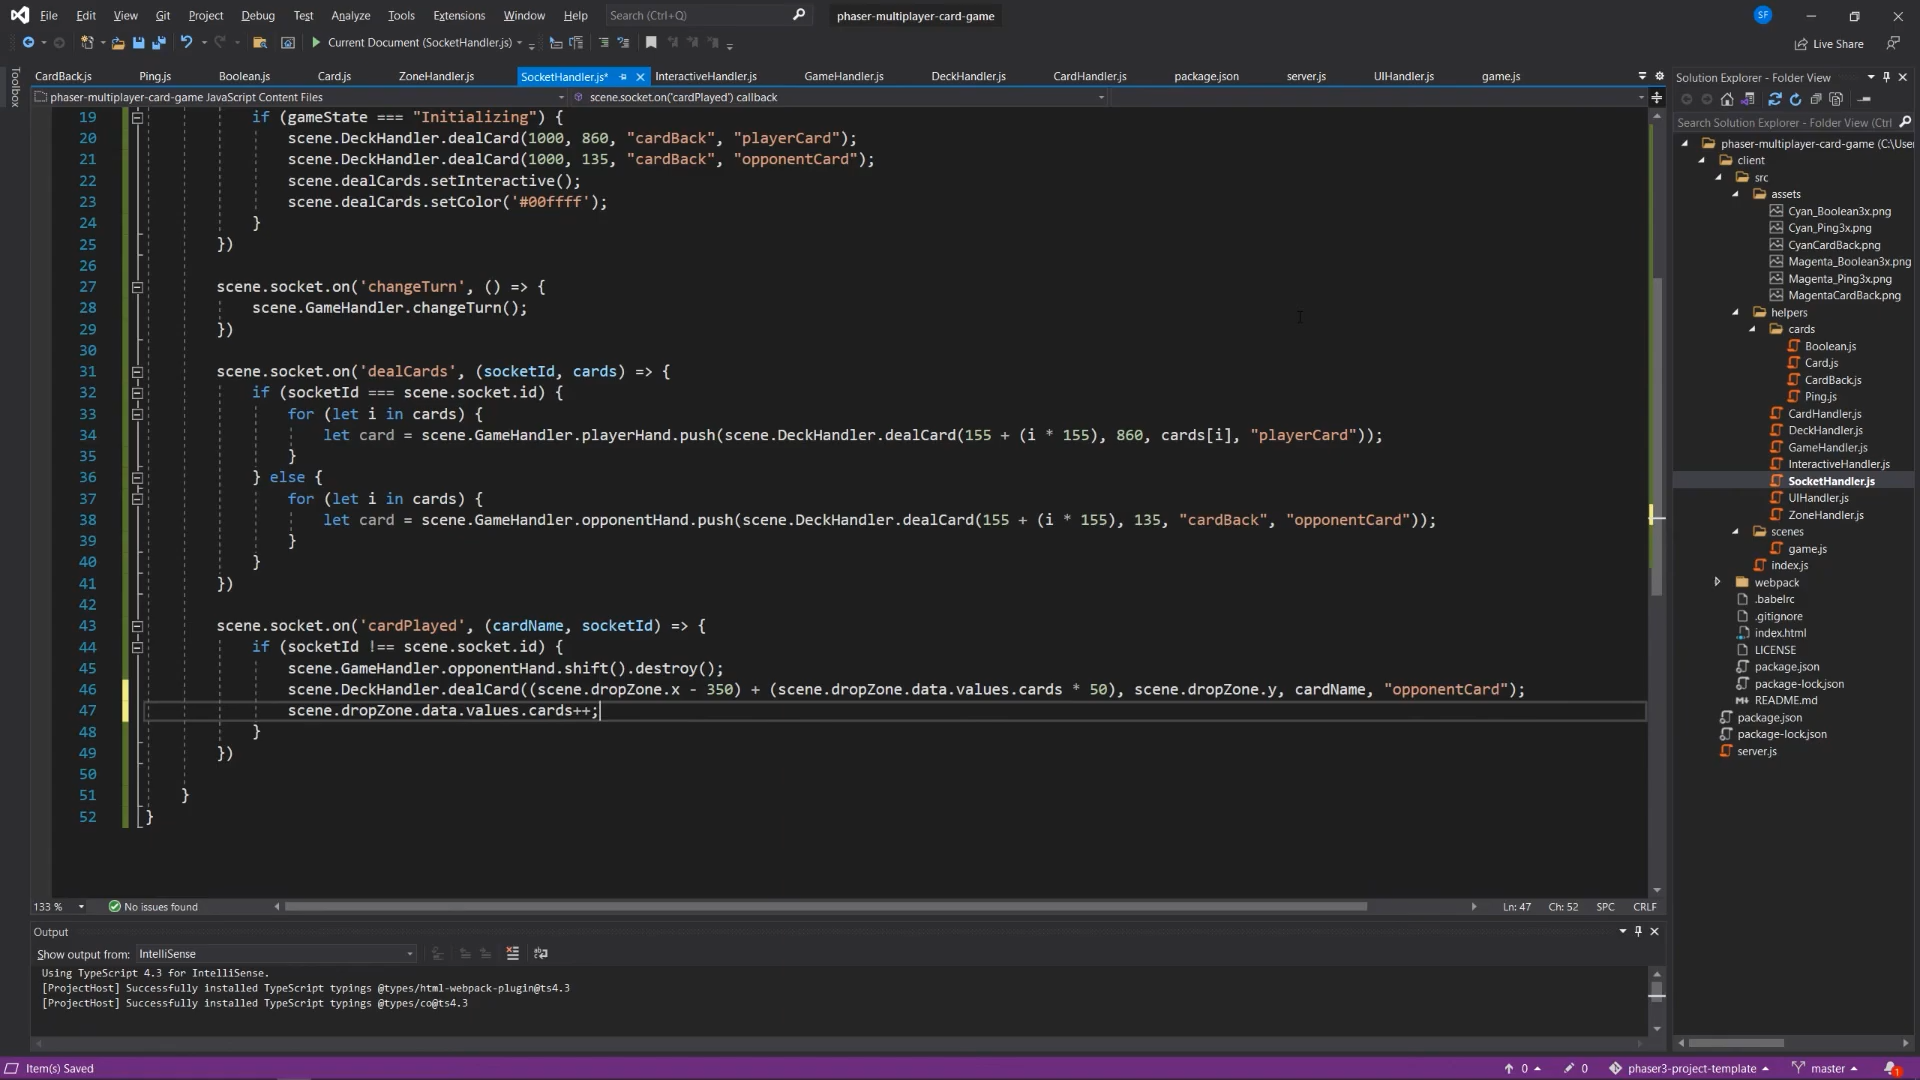 File Edit View Git Project Debug Test Analyze Tools Extensions Window Help Search (Ctrl+Q) phaser-multiplayer-card-game SF
Current Document (SocketHandler.js) Live Share
Toolbox
CardBack.js Ping.js Boolean.js Card.js ZoneHandler.js SocketHandler.js* InteractiveHandler.js GameHandler.js DeckHandler.js CardHandler.js package.json server.js UIHandler.js game.js
phaser-multiplayer-card-game JavaScript Content Files scene.socket.on('cardPlayed') callback
19 if (gameState === "Initializing") {
20 scene.DeckHandler.dealCard(1000, 860, "cardBack", "playerCard");
21 scene.DeckHandler.dealCard(1000, 135, "cardBack", "opponentCard");
22 scene.dealCards.setInteractive();
23 scene.dealCards.setColor('#00ffff');
24 }
25 })
26
27 scene.socket.on('changeTurn', () => {
28 scene.GameHandler.changeTurn();
29 })
30
31 scene.socket.on('dealCards', (socketId, cards) => {
32 if (socketId === scene.socket.id) {
33 for (let i in cards) {
34 let card = scene.GameHandler.playerHand.push(scene.DeckHandler.dealCard(155 + (i * 155), 860, cards[i], "playerCard"));
35 }
36 } else {
37 for (let i in cards) {
38 let card = scene.GameHandler.opponentHand.push(scene.DeckHandler.dealCard(155 + (i * 155), 135, "cardBack", "opponentCard"));
39 }
40 }
41 })
42
43 scene.socket.on('cardPlayed', (cardName, socketId) => {
44 if (socketId !== scene.socket.id) {
45 scene.GameHandler.opponentHand.shift().destroy();
46 scene.DeckHandler.dealCard((scene.dropZone.x - 350) + (scene.dropZone.data.values.cards * 50), scene.dropZone.y, cardName, "opponentCard");
47 scene.dropZone.data.values.cards++;
48 }
49 })
50
51 }
52 }
133 % No issues found Ln: 47 Ch: 52 SPC CRLF
Output
Show output from: IntelliSense
Using TypeScript 4.3 for IntelliSense.
[ProjectHost] Successfully installed TypeScript typings @types/html-webpack-plugin@ts4.3
[ProjectHost] Successfully installed TypeScript typings @types/co@ts4.3
Solution Explorer - Folder View
Search Solution Explorer - Folder View (Ctrl
phaser-multiplayer-card-game (C:\User
client
src
assets
Cyan_Boolean3x.png
Cyan_Ping3x.png
CyanCardBack.png
Magenta_Boolean3x.png
Magenta_Ping3x.png
MagentaCardBack.png
helpers
cards
Boolean.js
Card.js
CardBack.js
Ping.js
CardHandler.js
DeckHandler.js
GameHandler.js
InteractiveHandler.js
SocketHandler.js
UIHandler.js
ZoneHandler.js
scenes
game.js
index.js
webpack
.babelrc
.gitignore
index.html
LICENSE
package.json
package-lock.json
README.md
package.json
package-lock.json
server.js
Item(s) Saved 0 0 phaser3-project-template master 1